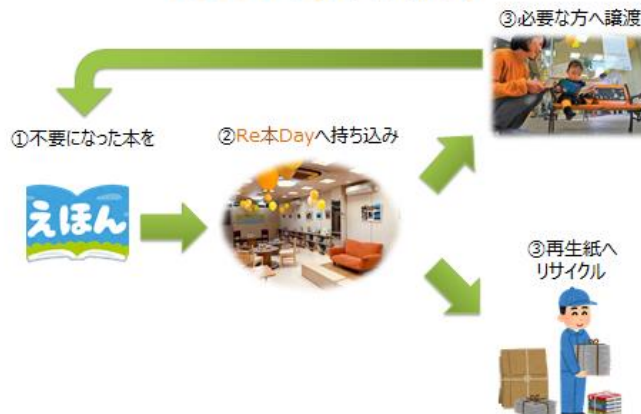 ③必要な方へ譲渡
①不要になった本を
②Re本Dayへ持ち込み
えほん
③再生紙へ
リサイクル